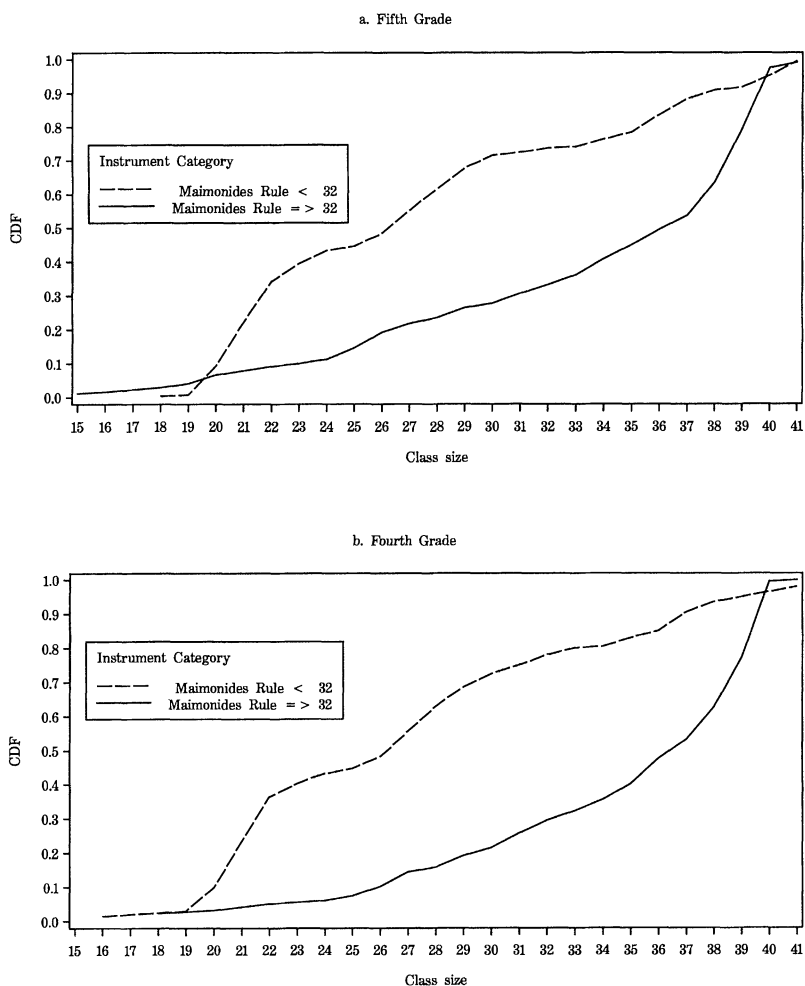 a. Fifth Grade
1.0
0.9
0.8
0.7
0.6
0.5
0.4
0.3
0.2
0.1
0.0
CDF
Instrument Category
Maimonides Rule < 32
Maimonides Rule = > 32
15 16 17 18 19 20 21 22 23 24 25 26 27 28 29 30 31 32 33 34 35 36 37 38 39 40 41
Class size
b. Fourth Grade
1.0
0.9
0.8
0.7
0.6
0.5
0.4
0.3
0.2
0.1
0.0
CDF
Instrument Category
Maimonides Rule < 32
Maimonides Rule = > 32
15 16 17 18 19 20 21 22 23 24 25 26 27 28 29 30 31 32 33 34 35 36 37 38 39 40 41
Class size